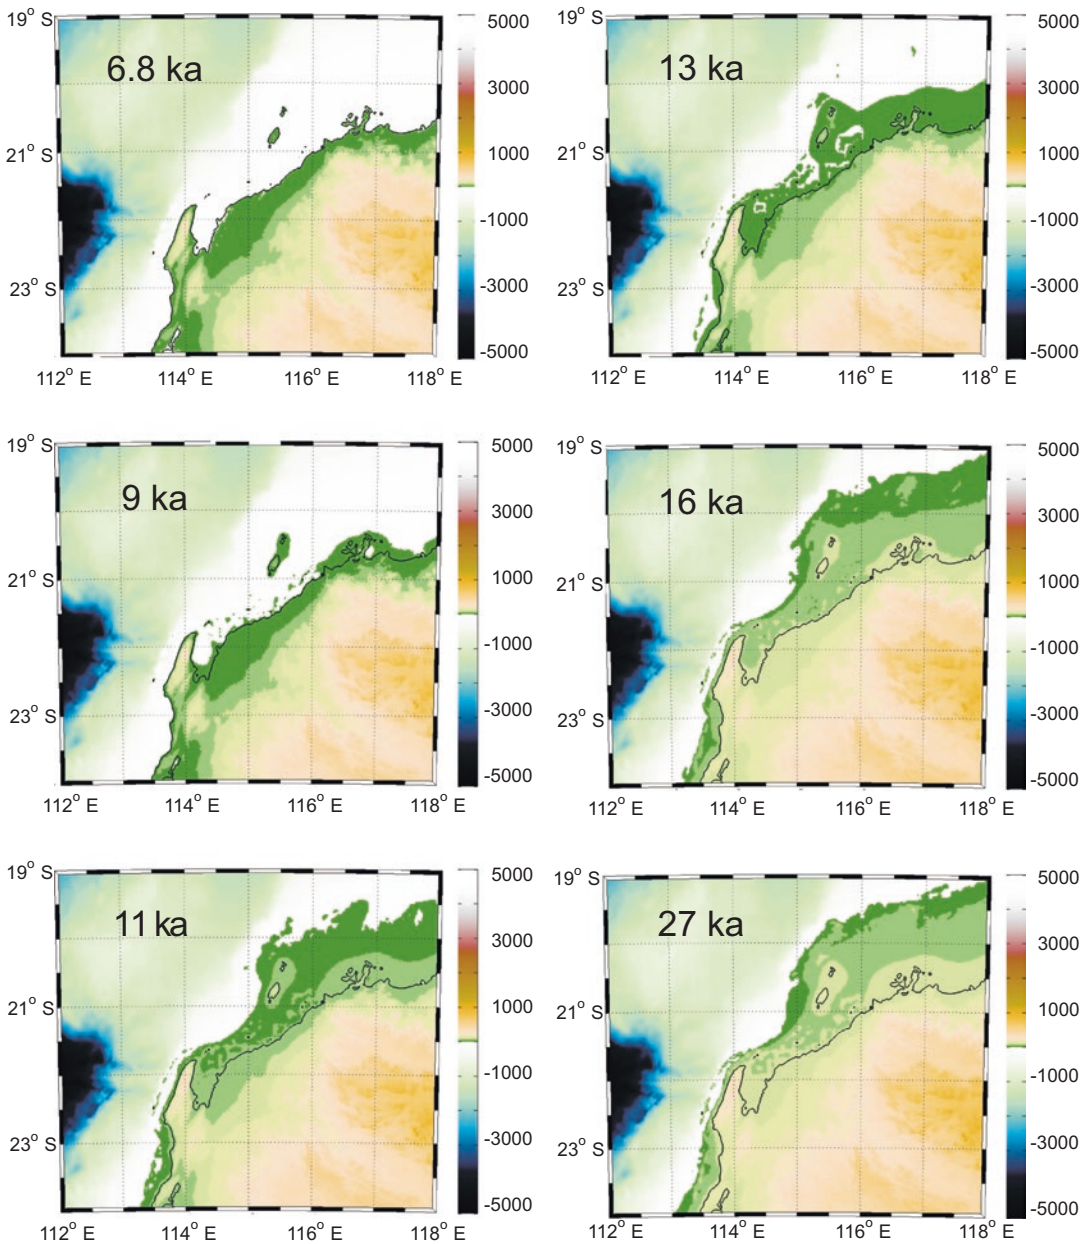 19° S
21° S
23° S
6.8 ka
112° E 114° E 116° E 118° E
5000
3000
1000
-1000
-3000
-5000
19° S
21° S
23° S
13 ka
112° E 114° E 116° E 118° E
5000
3000
1000
-1000
-3000
-5000
19° S
21° S
23° S
9 ka
112° E 114° E 116° E 118° E
5000
3000
1000
-1000
-3000
-5000
19° S
21° S
23° S
16 ka
112° E 114° E 116° E 118° E
5000
3000
1000
-1000
-3000
-5000
19° S
21° S
23° S
11 ka
112° E 114° E 116° E 118° E
5000
3000
1000
-1000
-3000
-5000
19° S
21° S
23° S
27 ka
112° E 114° E 116° E 118° E
5000
3000
1000
-1000
-3000
-5000